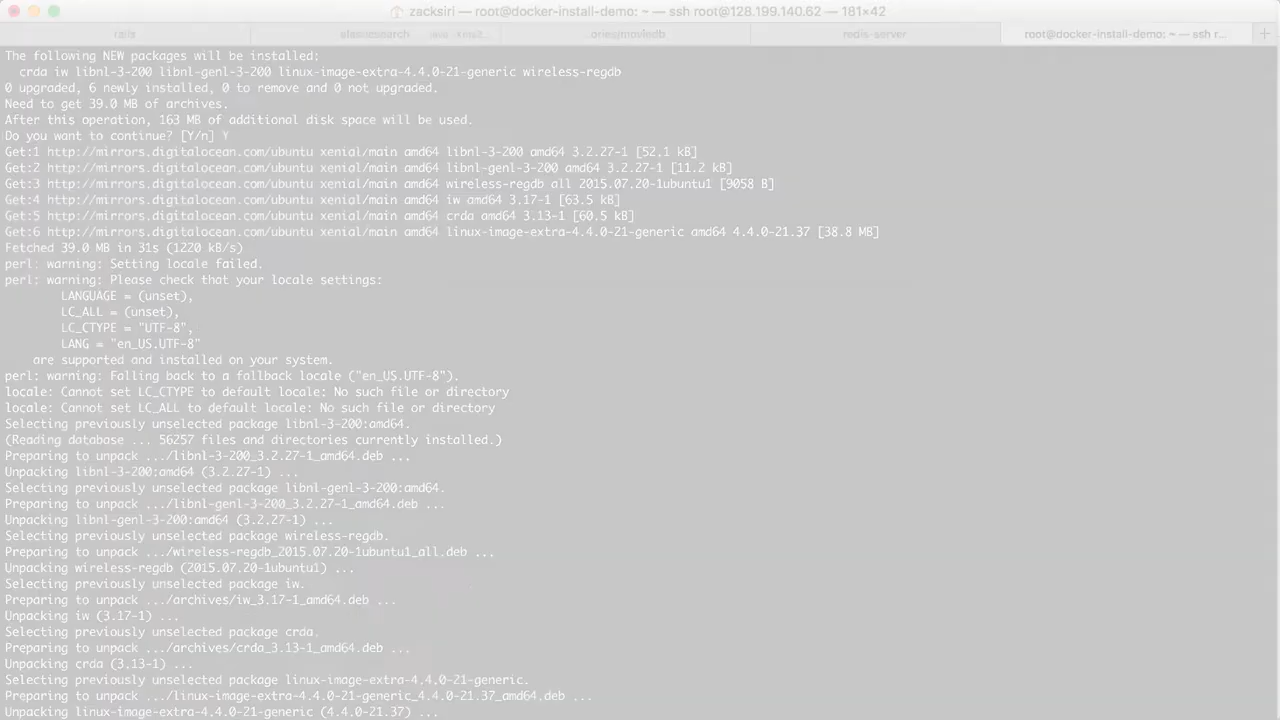 zacksiri — root@docker-install-demo: ~ — ssh root@128.199.140.62 — 181×42
rails
elasticsearch
...ories/moviedb
redis-server
root@docker-install-demo: ~ — ssh r...
The following NEW packages will be installed:
crda iw libnl-3-200 libnl-genl-3-200 linux-image-extra-4.4.0-21-generic wireless-regdb
0 upgraded, 6 newly installed, 0 to remove and 0 not upgraded.
Need to get 39.0 MB of archives.
After this operation, 163 MB of additional disk space will be used.
Do you want to continue? [Y/n] Y
Get:1 http://mirrors.digitalocean.com/ubuntu xenial/main amd64 libnl-3-200 amd64 3.2.27-1 [52.1 kB]
Get:2 http://mirrors.digitalocean.com/ubuntu xenial/main amd64 libnl-genl-3-200 amd64 3.2.27-1 [11.2 kB]
Get:3 http://mirrors.digitalocean.com/ubuntu xenial/main amd64 wireless-regdb all 2015.07.20-1ubuntu1 [9058 B]
Get:4 http://mirrors.digitalocean.com/ubuntu xenial/main amd64 iw amd64 3.17-1 [63.5 kB]
Get:5 http://mirrors.digitalocean.com/ubuntu xenial/main amd64 crda amd64 3.13-1 [60.5 kB]
Get:6 http://mirrors.digitalocean.com/ubuntu xenial/main amd64 linux-image-extra-4.4.0-21-generic amd64 4.4.0-21.37 [38.8 MB]
Fetched 39.0 MB in 31s (1220 kB/s)
perl: warning: Setting locale failed.
perl: warning: Please check that your locale settings:
LANGUAGE = (unset),
LC_ALL = (unset),
LC_CTYPE = "UTF-8",
LANG = "en_US.UTF-8"
are supported and installed on your system.
perl: warning: Falling back to a fallback locale ("en_US.UTF-8").
locale: Cannot set LC_CTYPE to default locale: No such file or directory
locale: Cannot set LC_ALL to default locale: No such file or directory
Selecting previously unselected package libnl-3-200:amd64.
(Reading database ... 56257 files and directories currently installed.)
Preparing to unpack .../libnl-3-200_3.2.27-1_amd64.deb ...
Unpacking libnl-3-200:amd64 (3.2.27-1) ...
Selecting previously unselected package libnl-genl-3-200:amd64.
Preparing to unpack .../libnl-genl-3-200_3.2.27-1_amd64.deb ...
Unpacking libnl-genl-3-200:amd64 (3.2.27-1) ...
Selecting previously unselected package wireless-regdb.
Preparing to unpack .../wireless-regdb_2015.07.20-1ubuntu1_all.deb ...
Unpacking wireless-regdb (2015.07.20-1ubuntu1) ...
Selecting previously unselected package iw.
Preparing to unpack .../archives/iw_3.17-1_amd64.deb ...
Unpacking iw (3.17-1) ...
Selecting previously unselected package crda.
Preparing to unpack .../archives/crda_3.13-1_amd64.deb ...
Unpacking crda (3.13-1) ...
Selecting previously unselected package linux-image-extra-4.4.0-21-generic.
Preparing to unpack .../linux-image-extra-4.4.0-21-generic_4.4.0-21.37_amd64.deb ...
Unpacking linux-image-extra-4.4.0-21-generic (4.4.0-21.37) ...